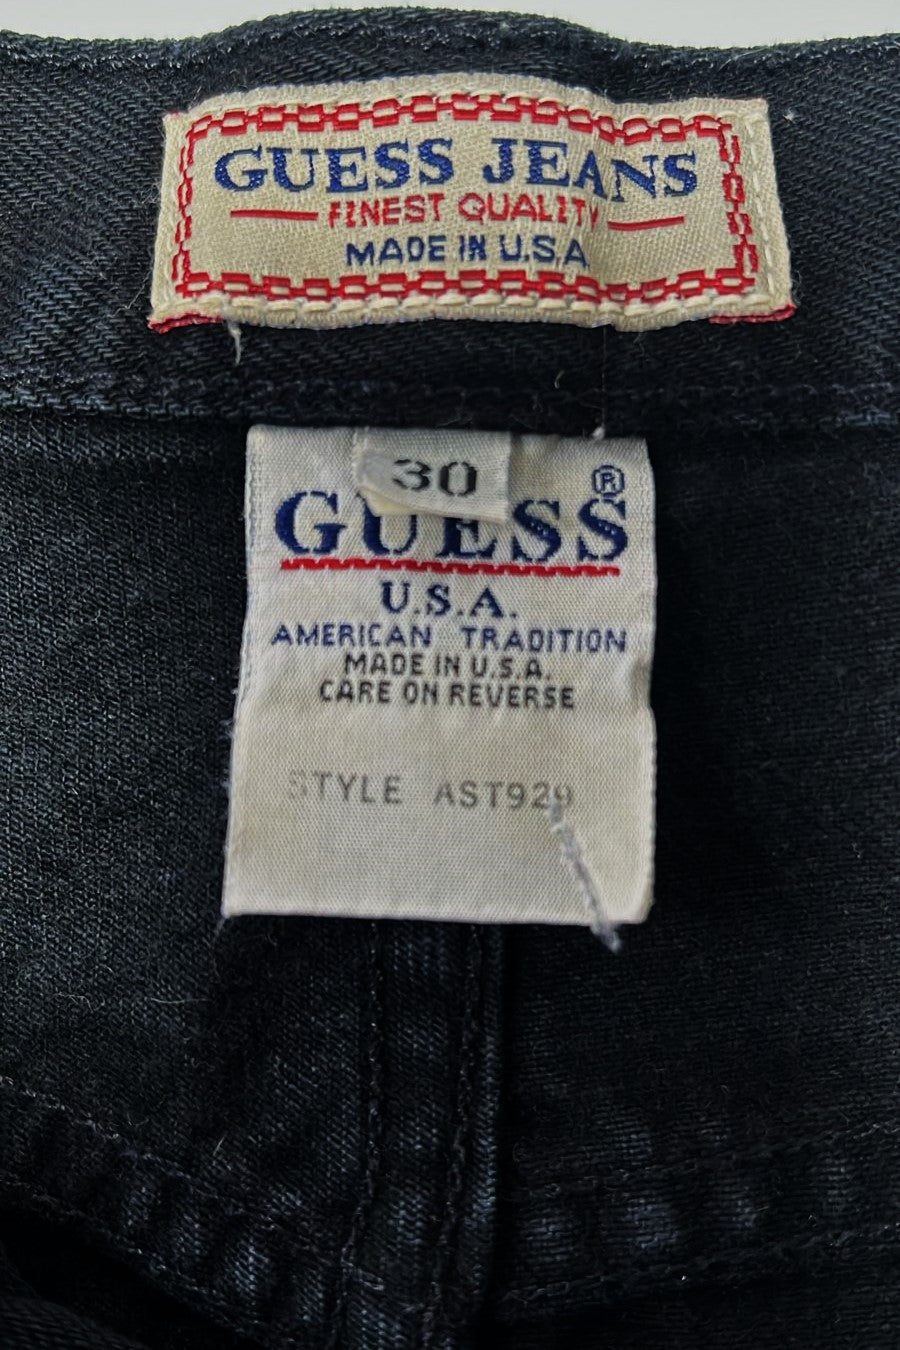 GUESS JEANS
FINEST QUALITY
MADE IN U.S.A
30
GUESS®
U.S.A.
AMERICAN TRADITION
MADE IN U.S.A.
CARE ON REVERSE
STYLE AST929